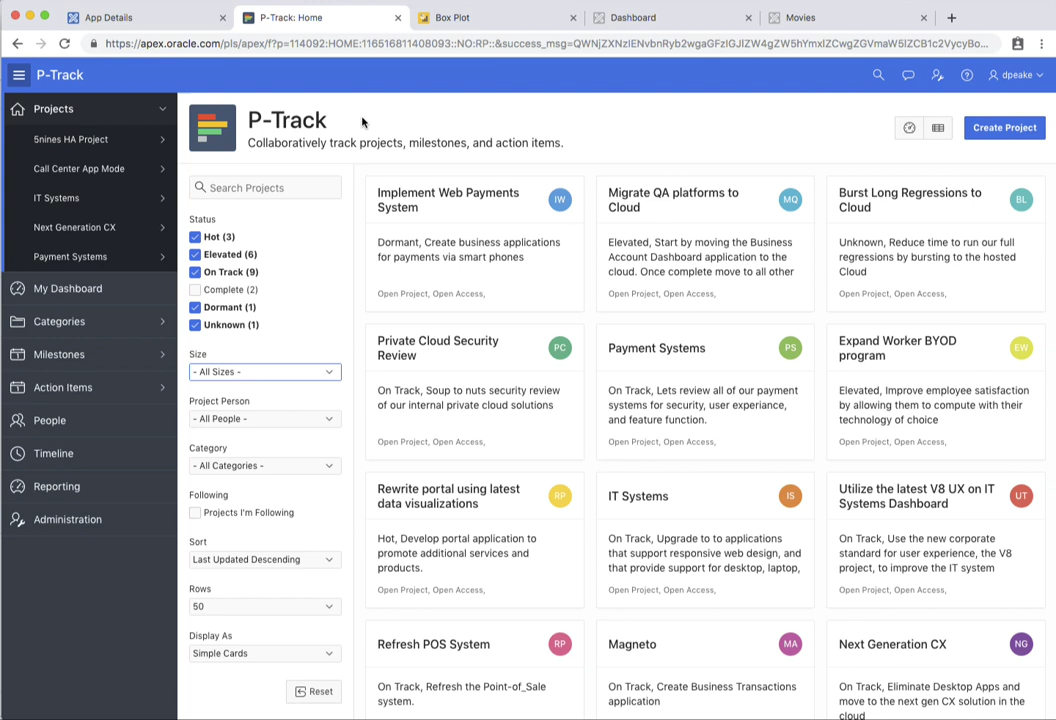 App Details
P-Track: Home
Box Plot
Dashboard
Movies
https://apex.oracle.com/pls/apex/f?p=114092:HOME:116516811408093::NO:RP::&success_msg=
P-Track
dpeake
Projects
5nines HA Project
Call Center App Mode
IT Systems
Next Generation CX
Payment Systems
My Dashboard
Categories
Milestones
Action Items
People
Timeline
Reporting
Administration
P-Track
Collaboratively track projects, milestones, and action items.
Create Project
Search Projects
Status
Hot (3)
Elevated (6)
On Track (9)
Complete (2)
Dormant (1)
Unknown (1)
Size
- All Sizes -
Project Person
- All People -
Category
- All Categories -
Following
Projects I'm Following
Sort
Last Updated Descending
Rows
50
Display As
Simple Cards
Reset
Implement Web Payments
System
IW
Dormant, Create business applications
for payments via smart phones
Open Project, Open Access,
Migrate QA platforms to
Cloud
MQ
Elevated, Start by moving the Business
Account Dashboard application to the
cloud. Once complete move to all other
Open Project, Open Access,
Burst Long Regressions to
Cloud
BL
Unknown, Reduce time to run our full
regressions by bursting to the hosted
Cloud
Open Project, Open Access,
Private Cloud Security
Review
PC
On Track, Soup to nuts security review
of our internal private cloud solutions
Open Project, Open Access,
Payment Systems
PS
On Track, Lets review all of our payment
systems for security, user experiance,
and feature function.
Open Project, Open Access,
Expand Worker BYOD
program
EW
Elevated, Improve employee satisfaction
by allowing them to compute with their
technology of choice
Open Project, Open Access,
Rewrite portal using latest
data visualizations
RP
Hot, Develop portal application to
promote additional services and
products.
Open Project, Open Access,
IT Systems
IS
On Track, Upgrade to to applications
that support responsive web design, and
that provide support for desktop, laptop,
Open Project, Open Access,
Utilize the latest V8 UX on IT
Systems Dashboard
UT
On Track, Use the new corporate
standard for user experience, the V8
project, to improve the IT system
Open Project, Open Access,
Refresh POS System
RP
On Track, Refresh the Point-of_Sale
system.
Magneto
MA
On Track, Create Business Transactions
application
Next Generation CX
NG
On Track, Eliminate Desktop Apps and
move to the next gen CX solution in the
cloud